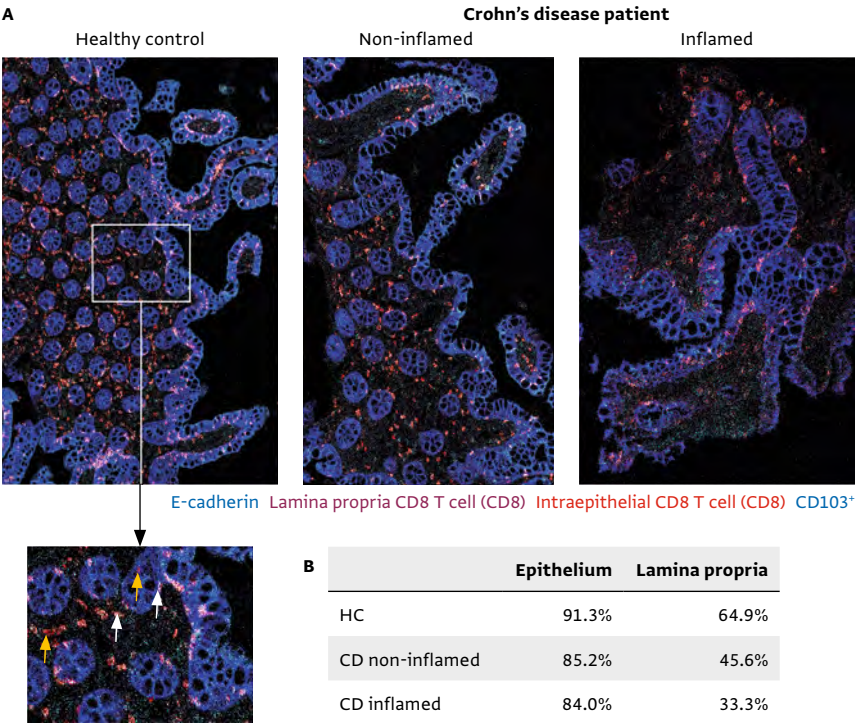 A
Crohn's disease patient
Healthy control
Non-inflamed
Inflamed
E-cadherin Lamina propria CD8 T cell (CD8) Intraepithelial CD8 T cell (CD8) CD103⁺
B
Epithelium Lamina propria
HC 91.3% 64.9%
CD non-inflamed 85.2% 45.6%
CD inflamed 84.0% 33.3%